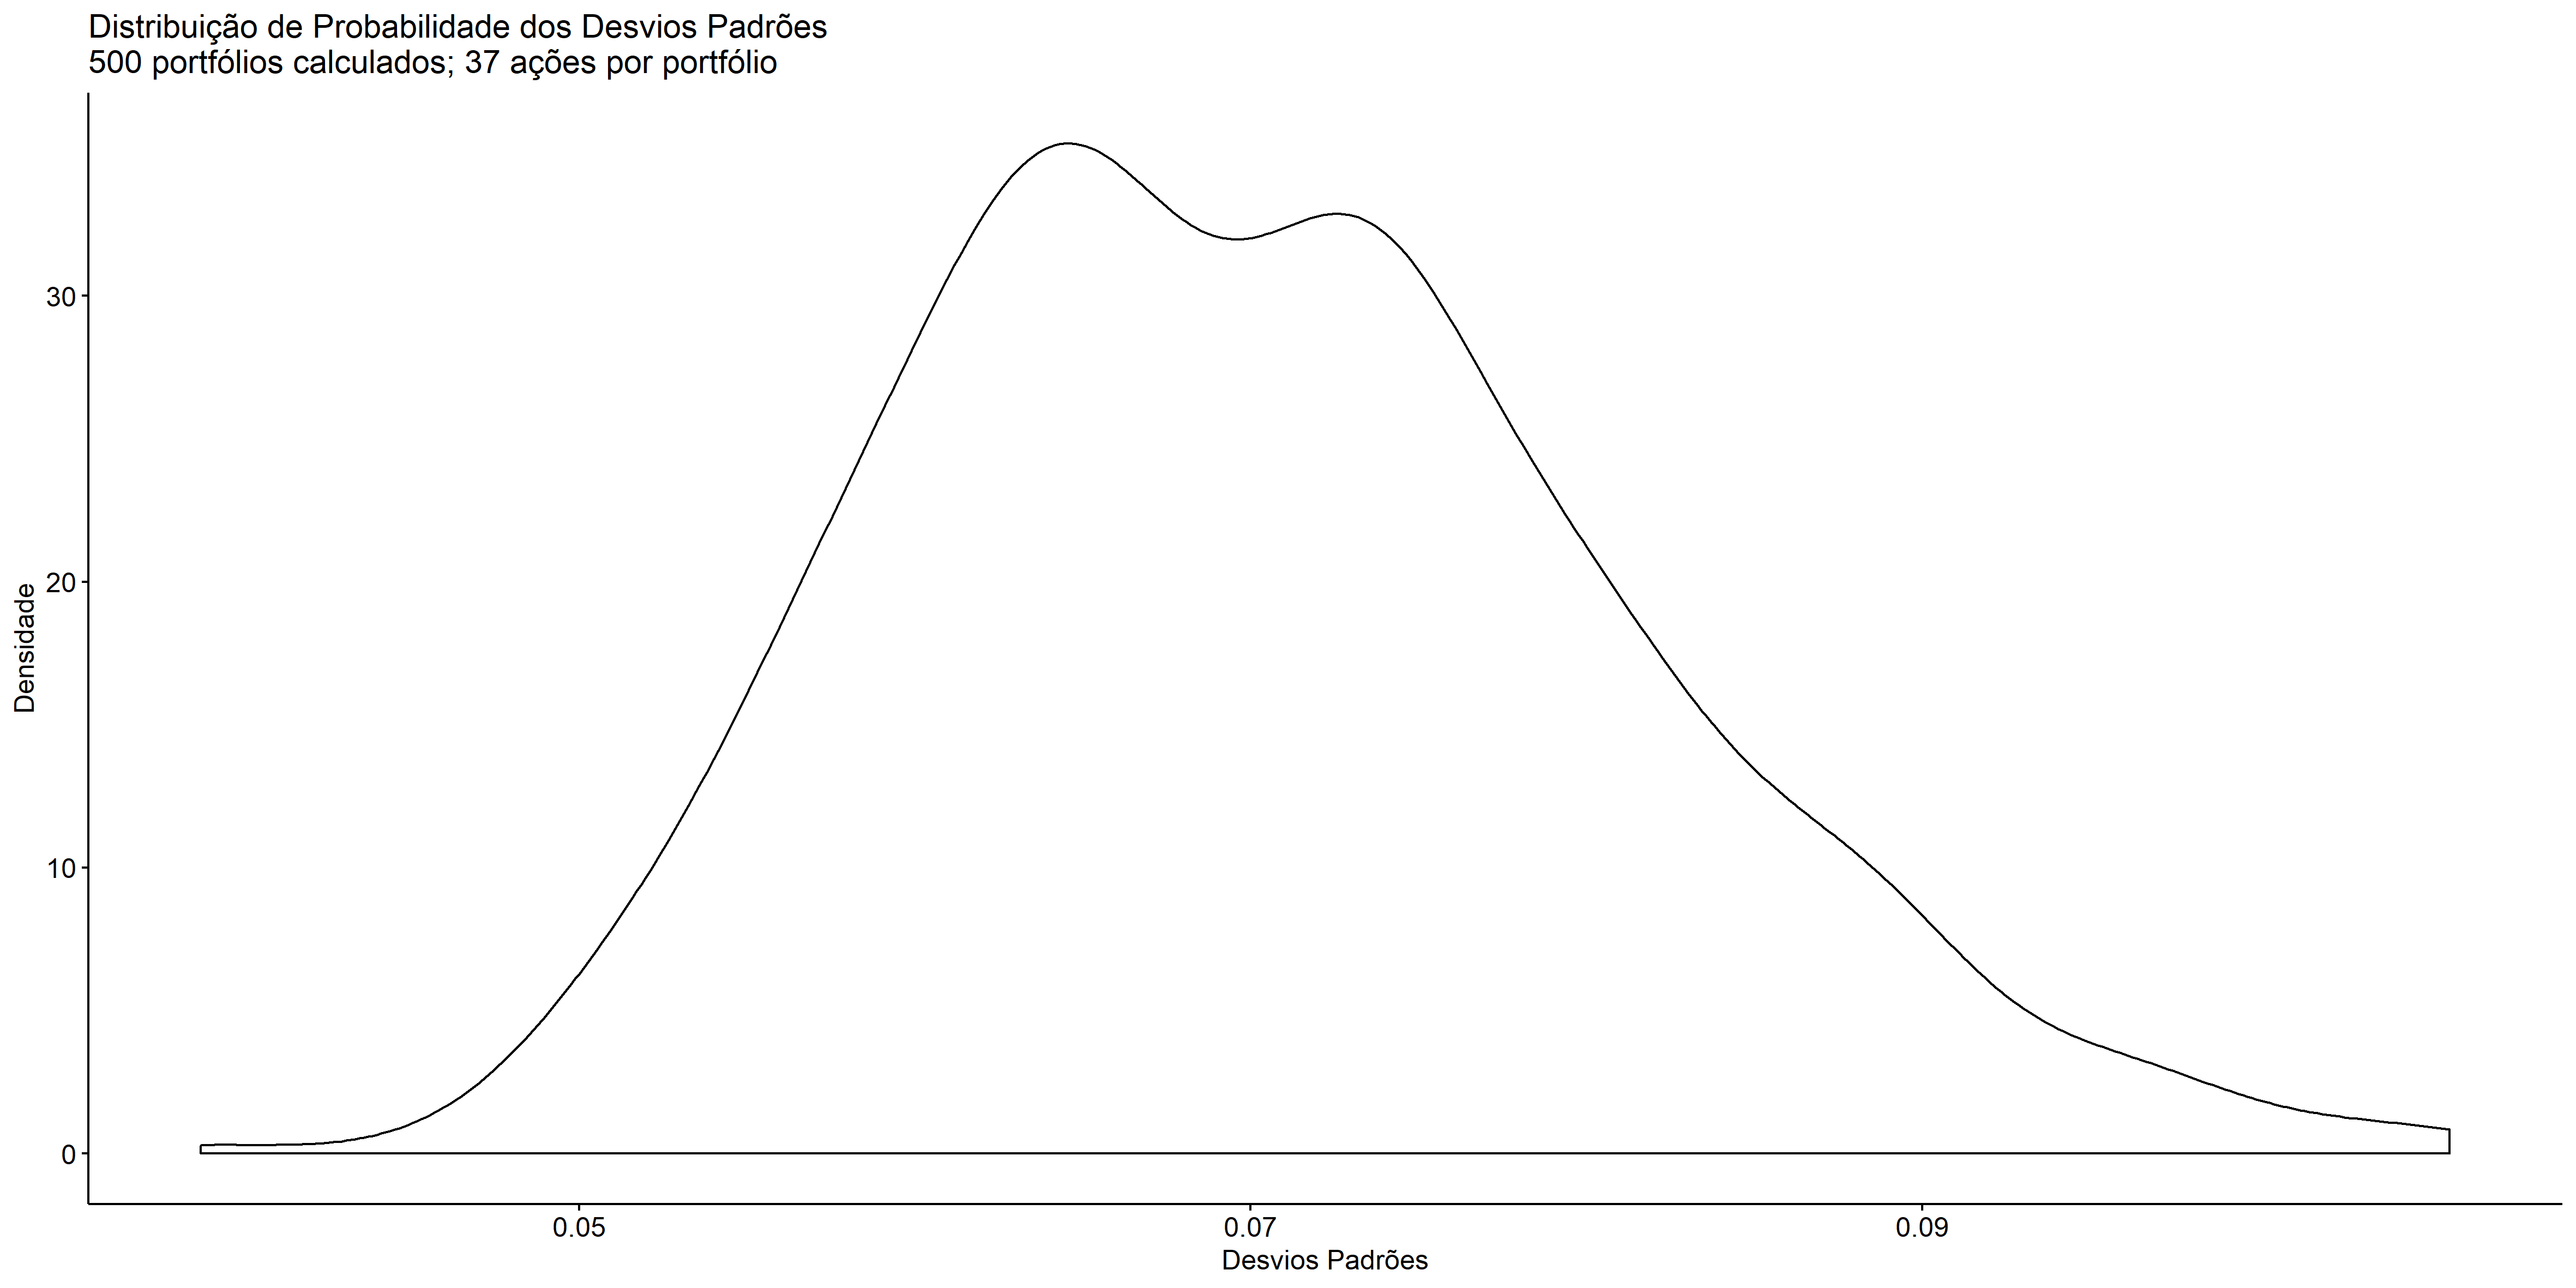 Distribuição de Probabilidade dos Desvios Padrões
500 portfólios calculados; 37 ações por portfólio
Densidade
30
20
10
0
0.05
0.07
0.09
Desvios Padrões